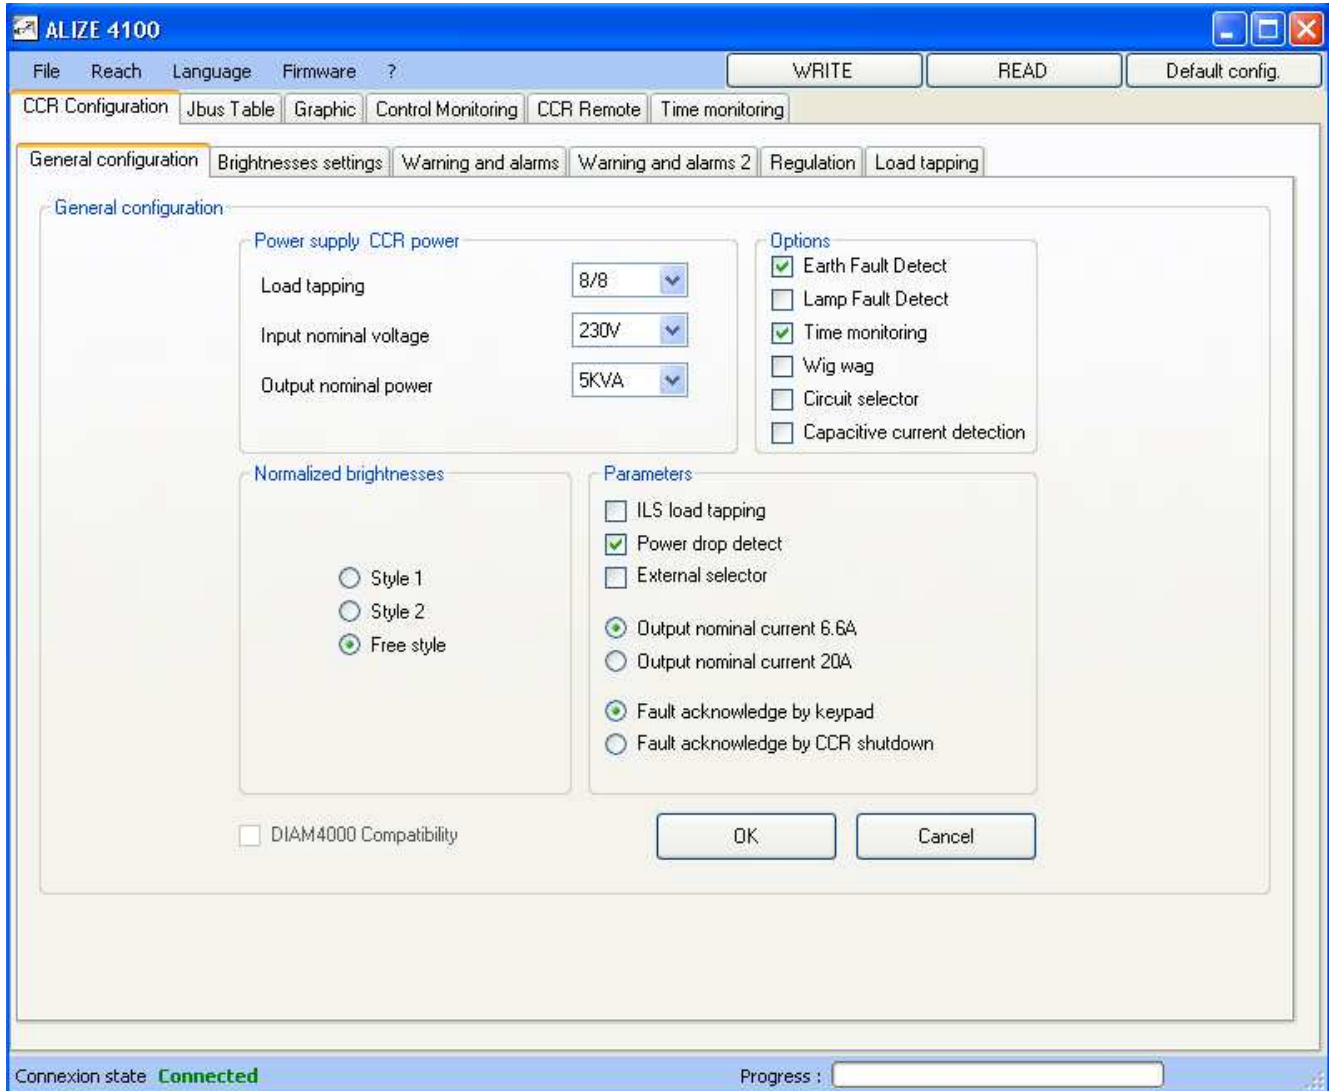 ALIZE 4100
File Reach Language Firmware ? WRITE READ Default config.
CCR Configuration Jbus Table Graphic Control Monitoring CCR Remote Time monitoring
General configuration Brightnesses settings Warning and alarms Warning and alarms 2 Regulation Load tapping
General configuration
Power supply CCR power
Load tapping 8/8
Input nominal voltage 230V
Output nominal power 5KVA
Options
Earth Fault Detect
Lamp Fault Detect
Time monitoring
Wig wag
Circuit selector
Capacitive current detection
Normalized brightnesses
Style 1
Style 2
Free style
Parameters
ILS load tapping
Power drop detect
External selector
Output nominal current 6.6A
Output nominal current 20A
Fault acknowledge by keypad
Fault acknowledge by CCR shutdown
DIAM4000 Compatibility OK Cancel
Connexion state Connected Progress :